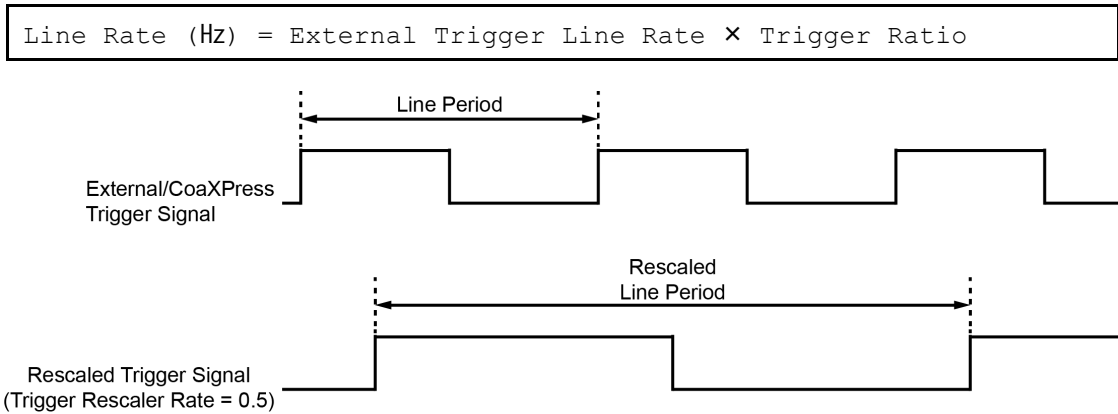 Line Rate (Hz) = External Trigger Line Rate × Trigger Ratio
Line Period
External/CoaXPress
Trigger Signal
Rescaled
Line Period
Rescaled Trigger Signal
(Trigger Rescaler Rate = 0.5)